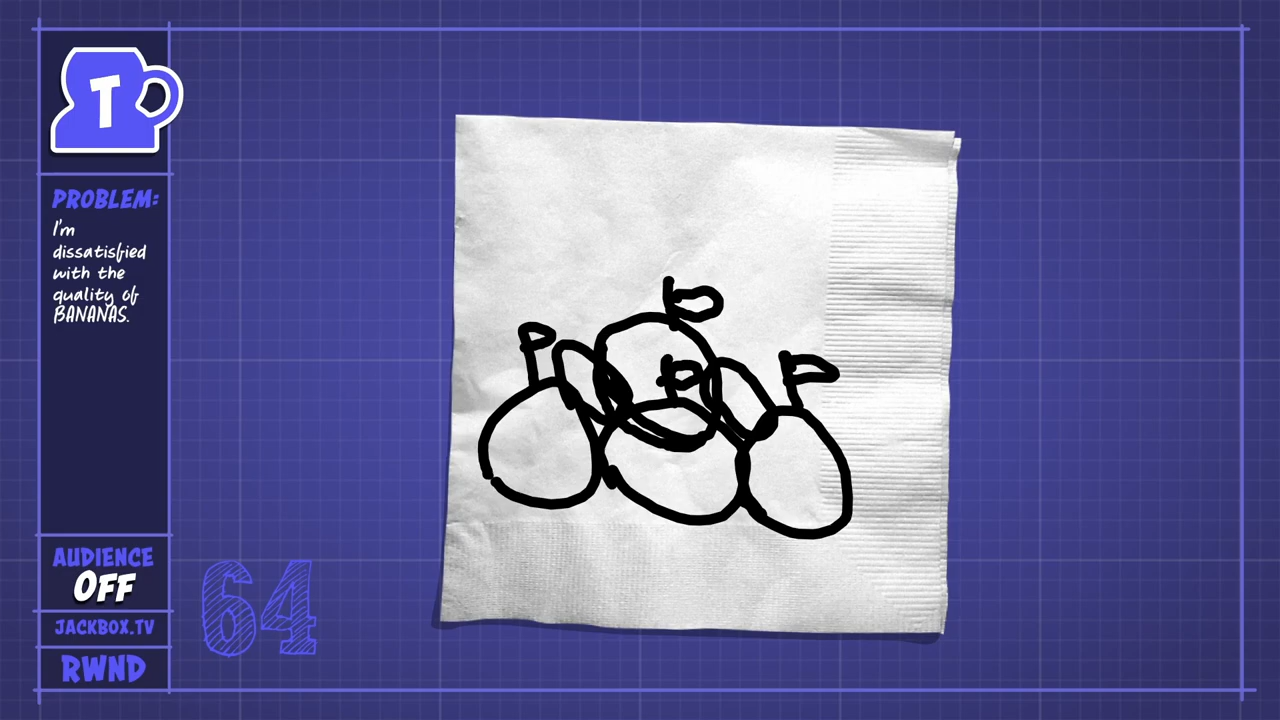 T
PROBLEM:
I'm
dissatisfied
with the
quality of
BANANAS.
AUDIENCE
OFF
JACKBOX.TV
RWND
64